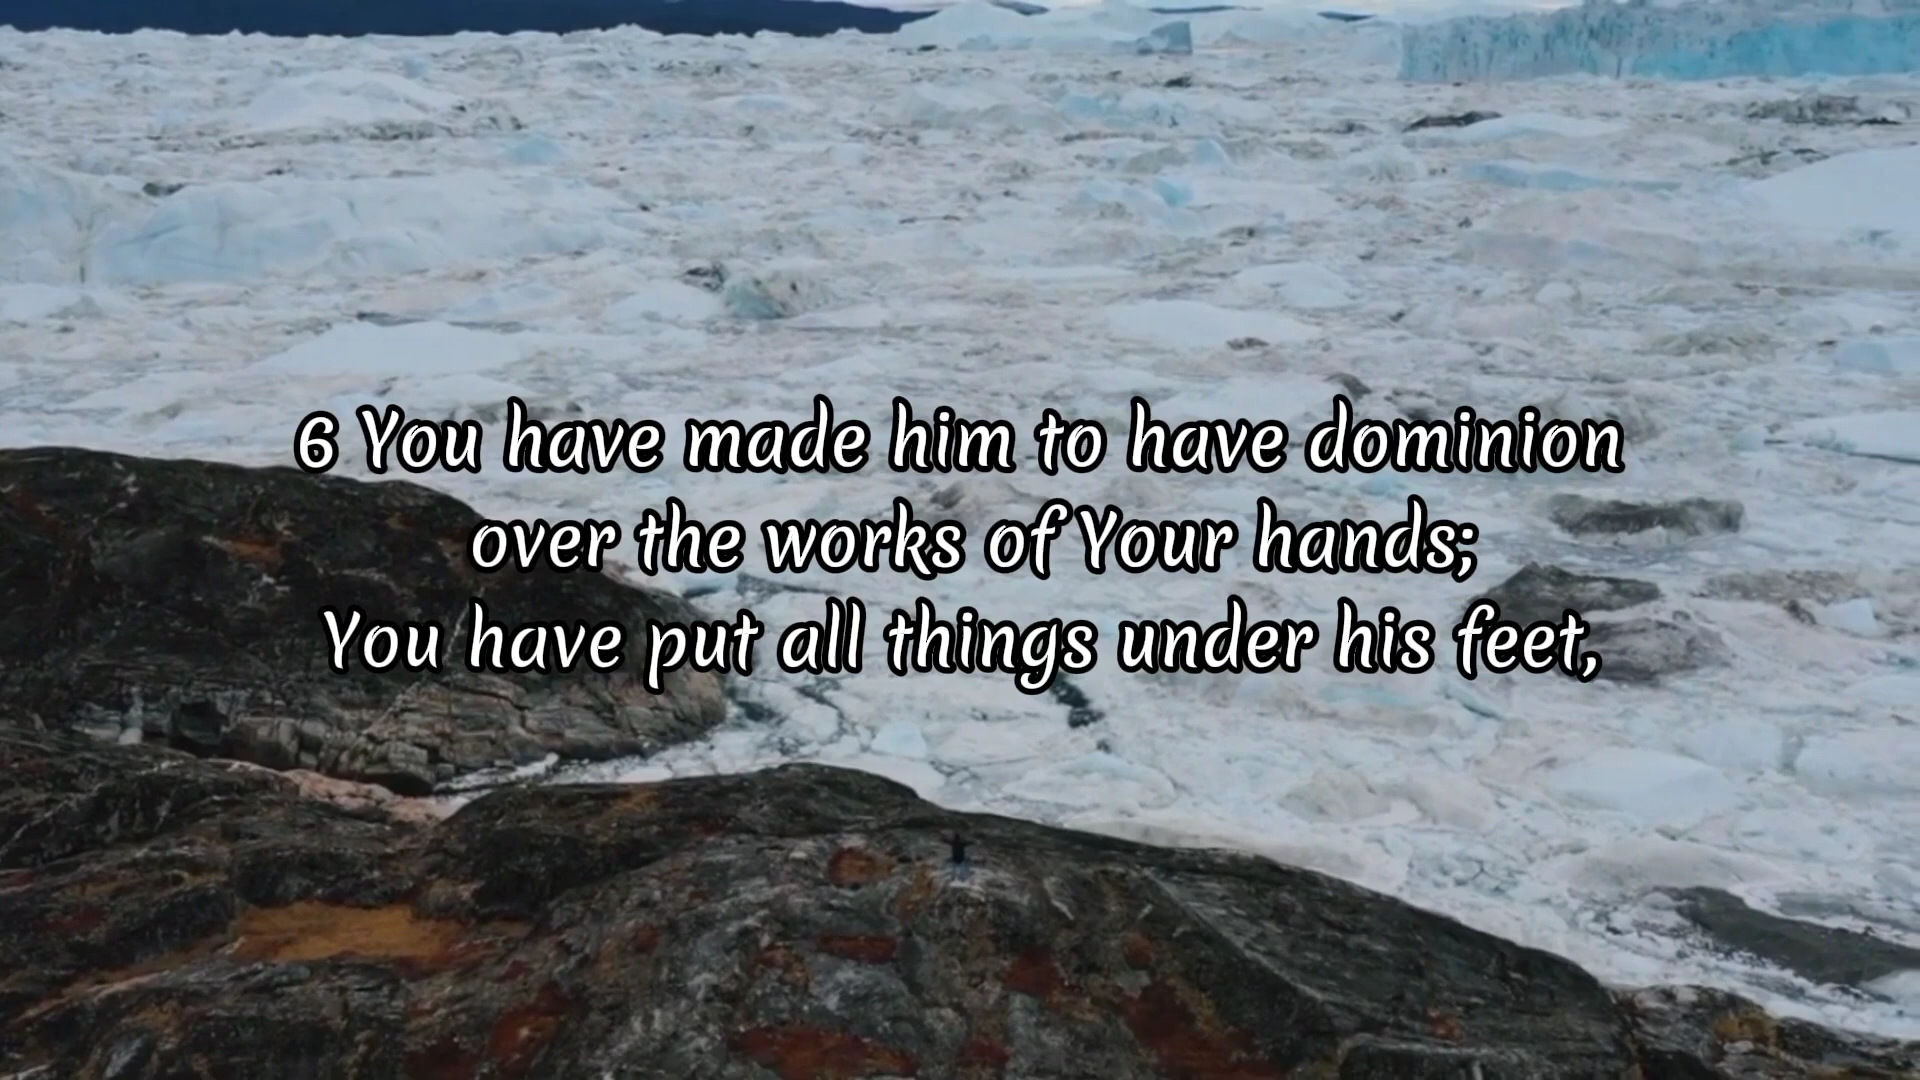 6 You have made him to have dominion
over the works of Your hands;
You have put all things under his feet,